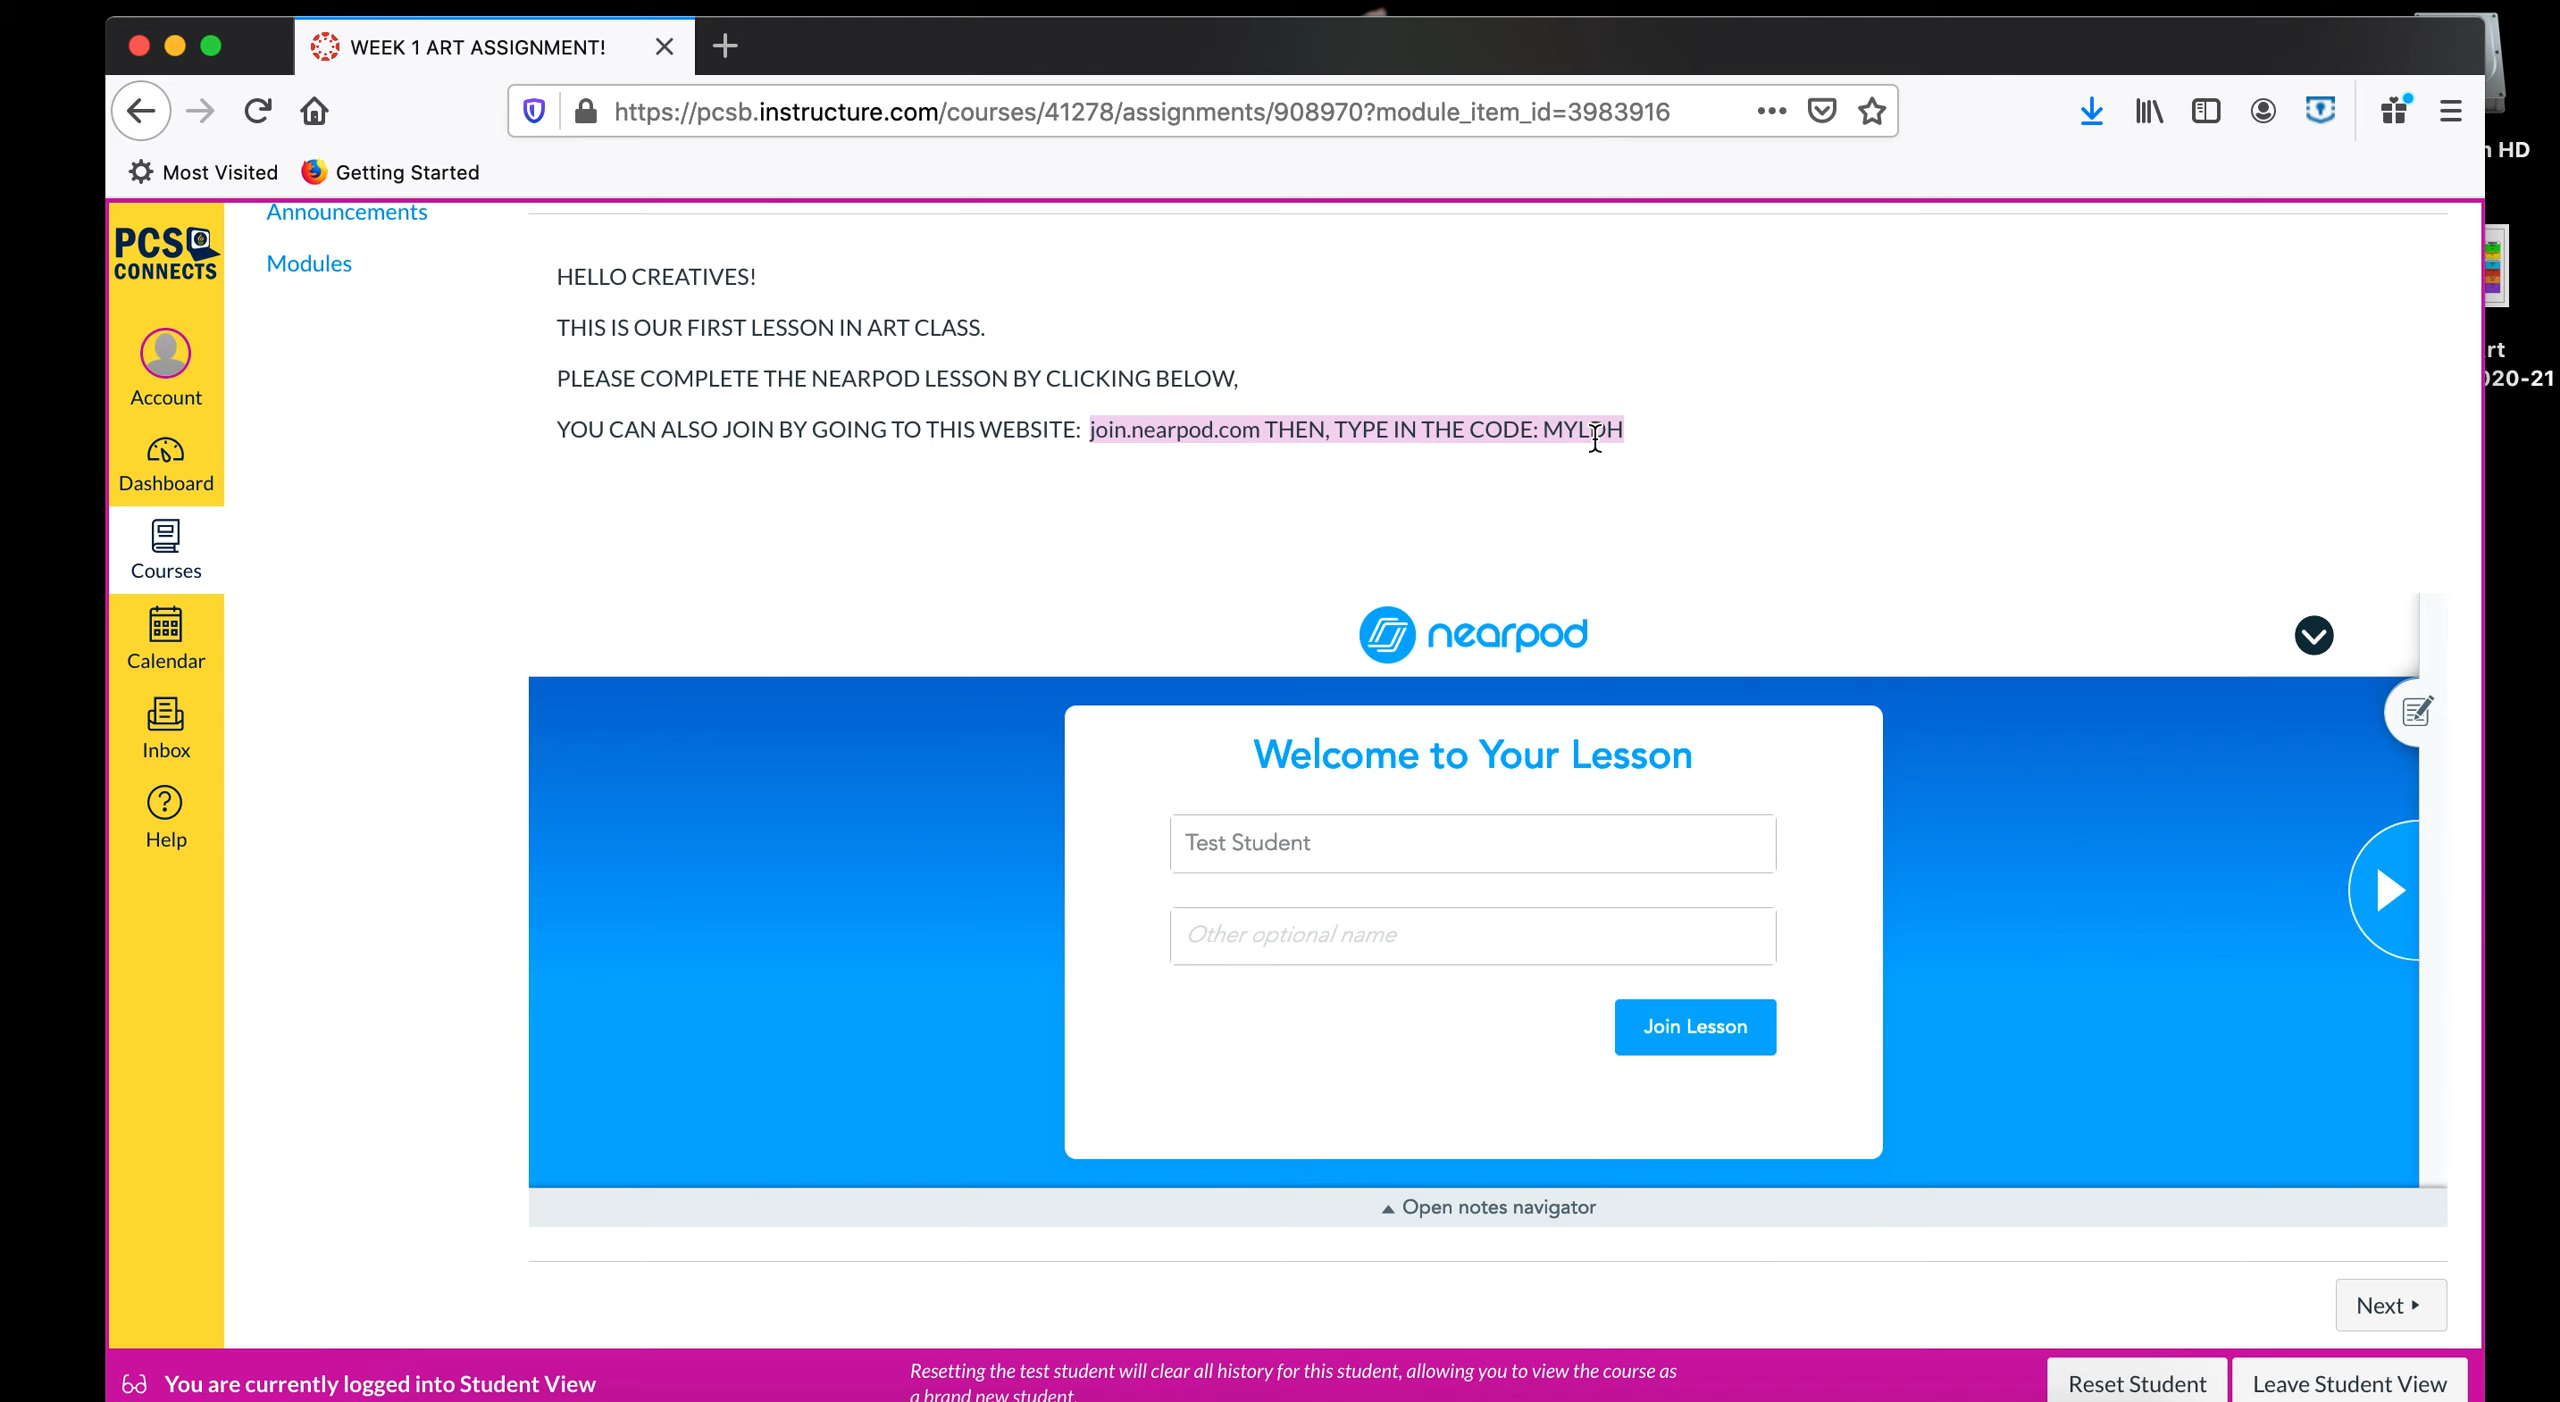 WEEK 1 ART ASSIGNMENT!
https://pcsb.instructure.com/courses/41278/assignments/908970?module_item_id=3983916
Most Visited
Getting Started
HD
rt
020-21
PCS
CONNECTS
Account
Dashboard
Courses
Calendar
Inbox
Help
Announcements
Modules
HELLO CREATIVES!
THIS IS OUR FIRST LESSON IN ART CLASS.
PLEASE COMPLETE THE NEARPOD LESSON BY CLICKING BELOW,
YOU CAN ALSO JOIN BY GOING TO THIS WEBSITE: join.nearpod.com THEN, TYPE IN THE CODE:
nearpod
Welcome to Your Lesson
Test Student
Other optional name
Join Lesson
Open notes navigator
Next
You are currently logged into Student View
Resetting the test student will clear all history for this student, allowing you to view the course as
a brand new student.
Reset Student
Leave Student View